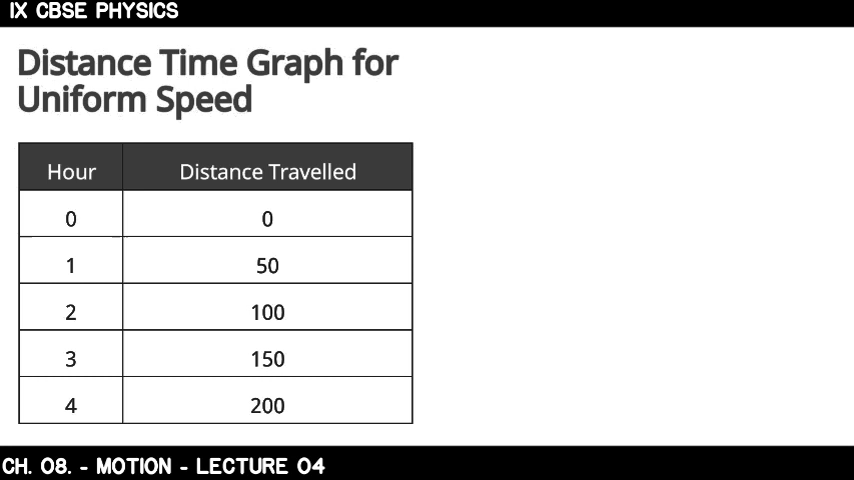 IX CBSE PHYSICS
Distance Time Graph for
Uniform Speed
Hour Distance Travelled
0 0
1 50
2 100
3 150
4 200
CH. 08. - MOTION - LECTURE 04